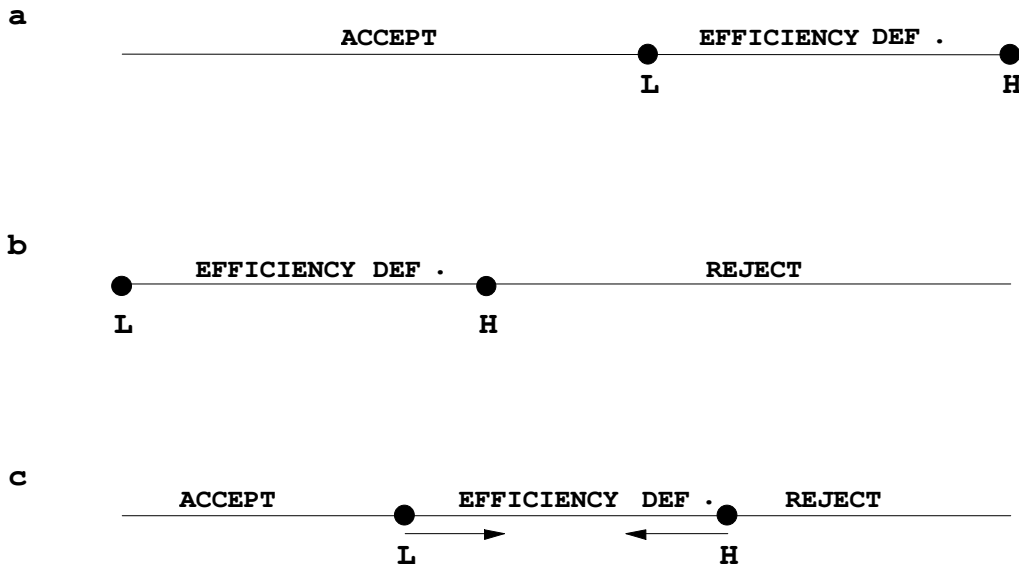 a
ACCEPT EFFICIENCY DEF .
L H
b
EFFICIENCY DEF . REJECT
L H
c
ACCEPT EFFICIENCY DEF . REJECT
L H